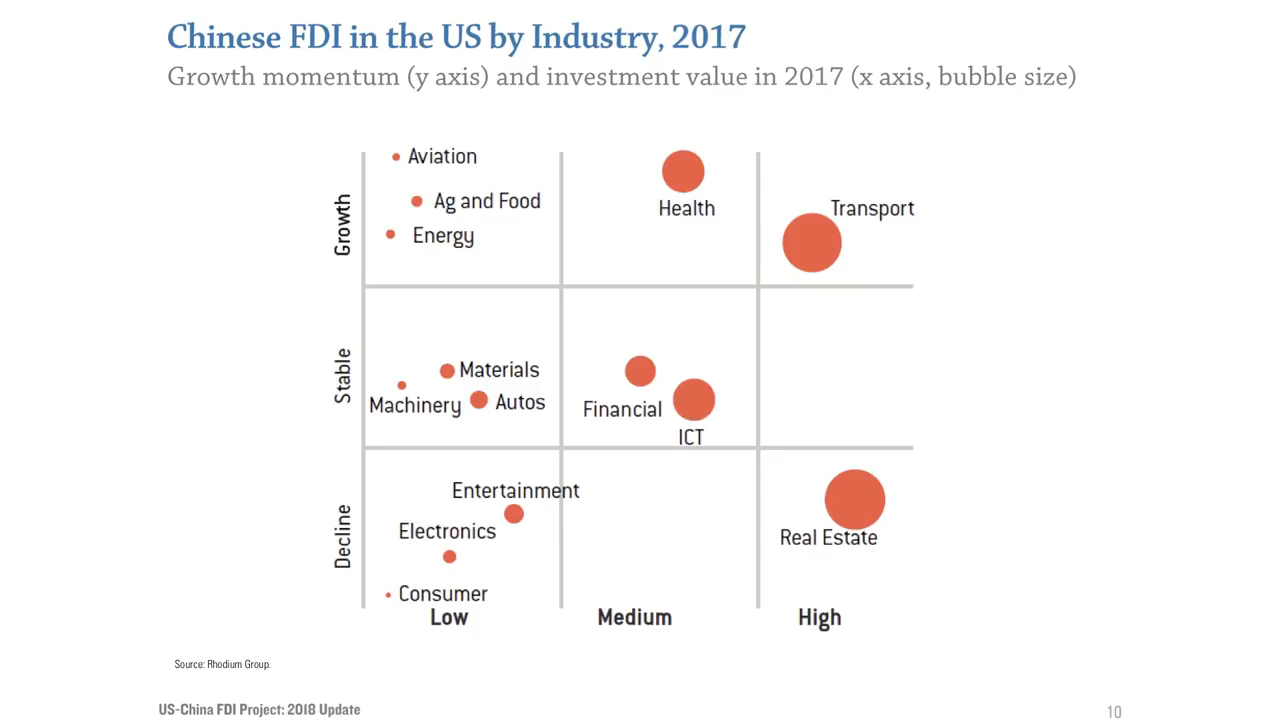 Chinese FDI in the US by Industry, 2017
Growth momentum (y axis) and investment value in 2017 (x axis, bubble size)
Growth
Aviation
Ag and Food
Energy
Health
Transport
Stable
Materials
Machinery
Autos
Financial
ICT
Decline
Entertainment
Electronics
Consumer
Real Estate
Low
Medium
High
Source: Rhodium Group.
US-China FDI Project: 2018 Update
10